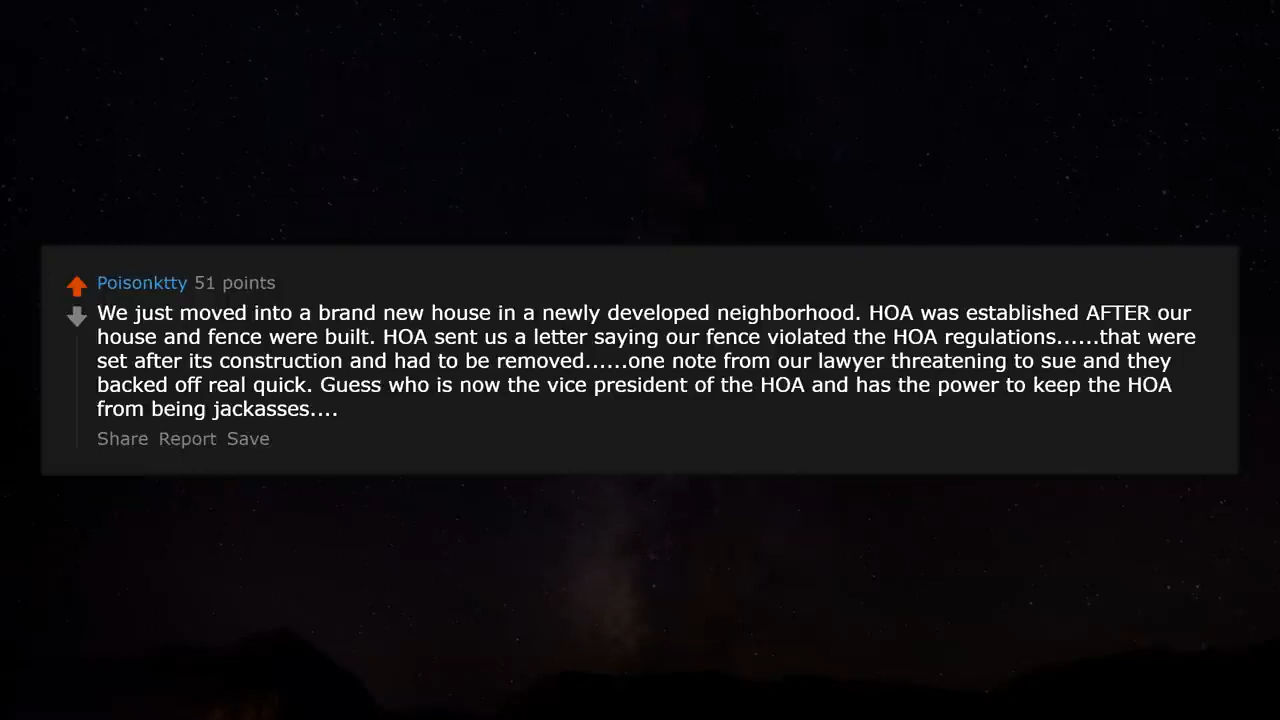 Poisonktty 51 points
We just moved into a brand new house in a newly developed neighborhood. HOA was established AFTER our
house and fence were built. HOA sent us a letter saying our fence violated the HOA regulations......that were
set after its construction and had to be removed......one note from our lawyer threatening to sue and they
backed off real quick. Guess who is now the vice president of the HOA and has the power to keep the HOA
from being jackasses....
Share Report Save